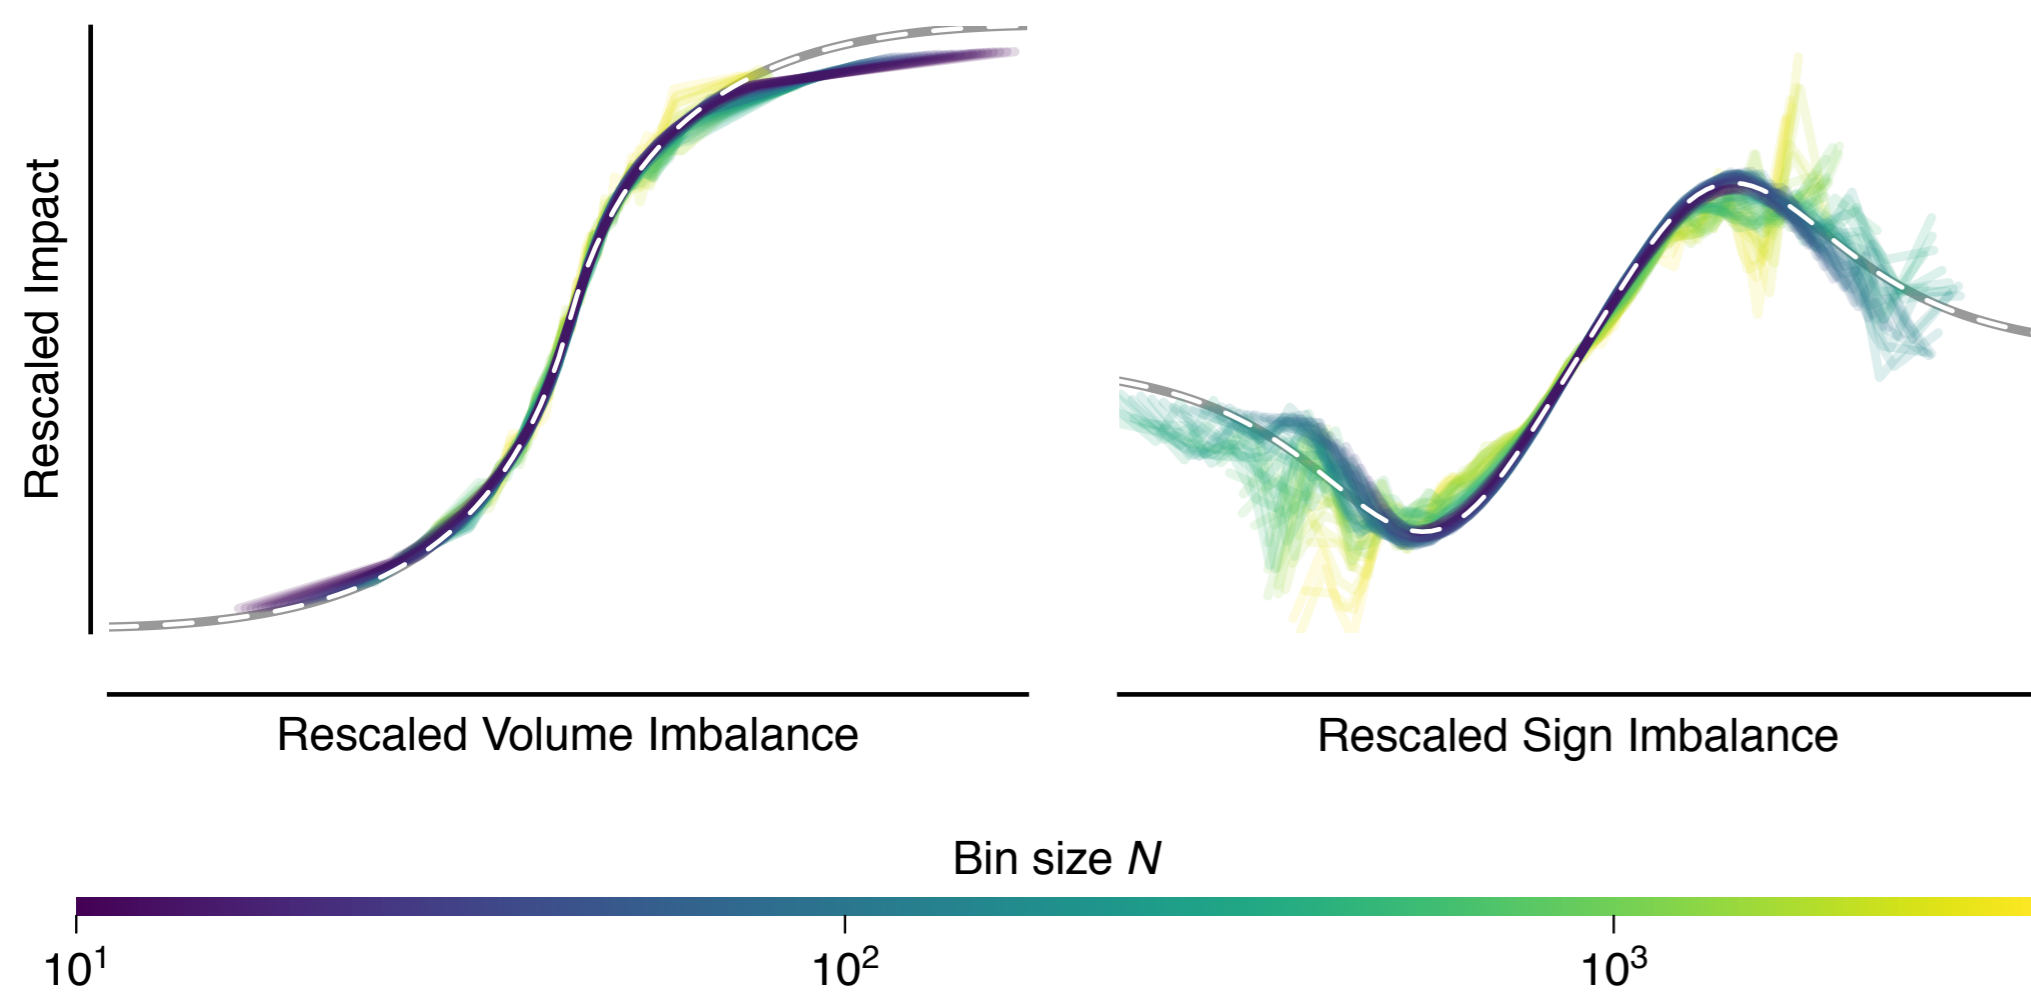 Rescaled Impact
Rescaled Volume Imbalance
Rescaled Sign Imbalance
Bin size N
10¹
10²
10³